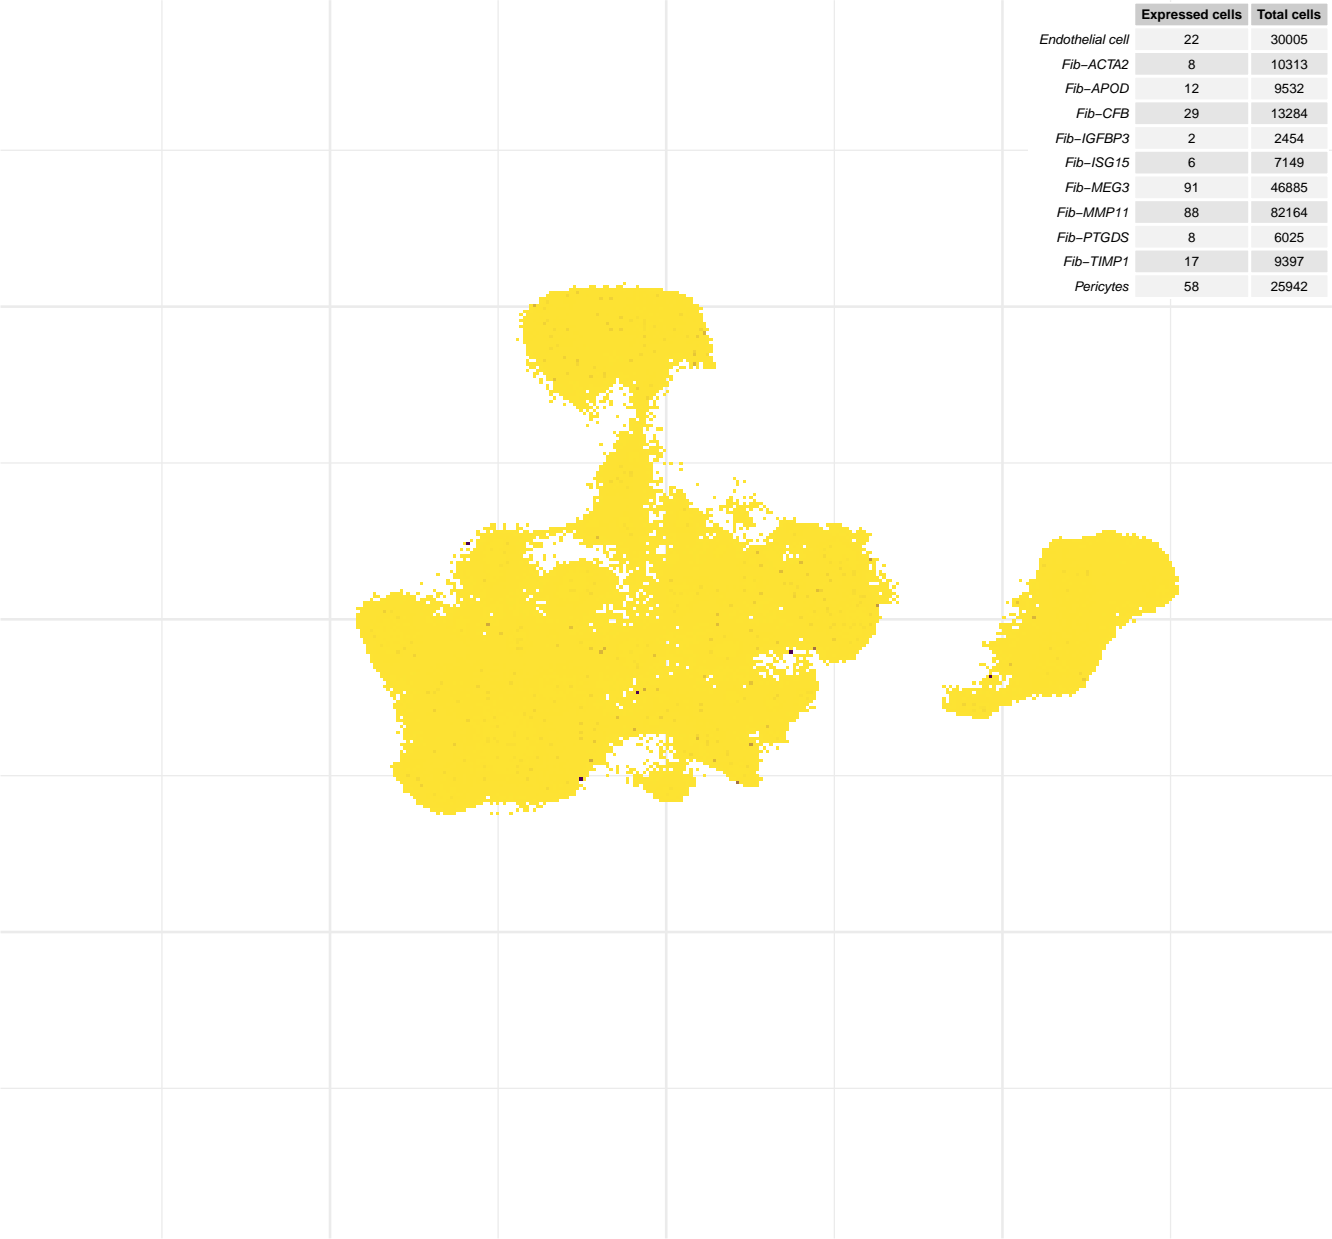 Expressed cells Total cells
Endothelial cell 22 30005
Fib−ACTA2 8 10313
Fib−APOD 12 9532
Fib−CFB 29 13284
Fib−IGFBP3 2 2454
Fib−ISG15 6 7149
Fib−MEG3 91 46885
Fib−MMP11 88 82164
Fib−PTGDS 8 6025
Fib−TIMP1 17 9397
Pericytes 58 25942